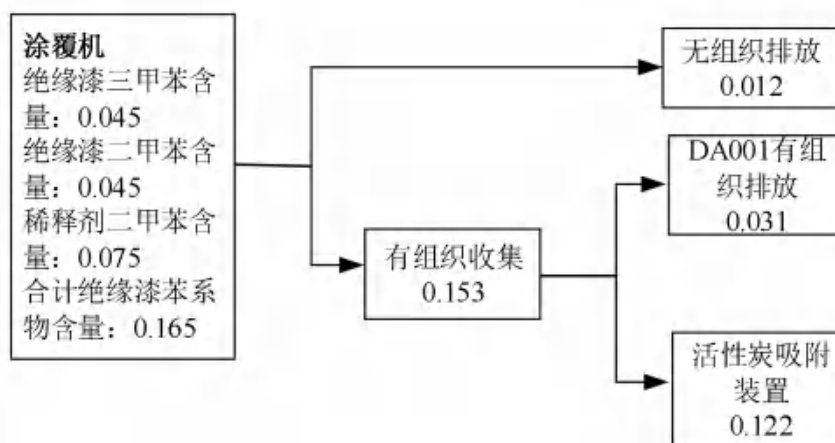 涂覆机
绝缘漆三甲苯含
量：0.045
绝缘漆二甲苯含
量：0.045
稀释剂二甲苯含
量：0.075
合计绝缘漆苯系
物含量：0.165
有组织收集
0.153
无组织排放
0.012
DA001有组
织排放
0.031
活性炭吸附
装置
0.122